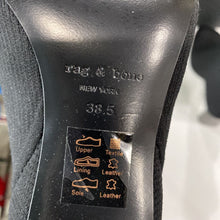 rag & bone
NEW YORK
38.5
Upper Textile
Lining Leather
Sole Leather